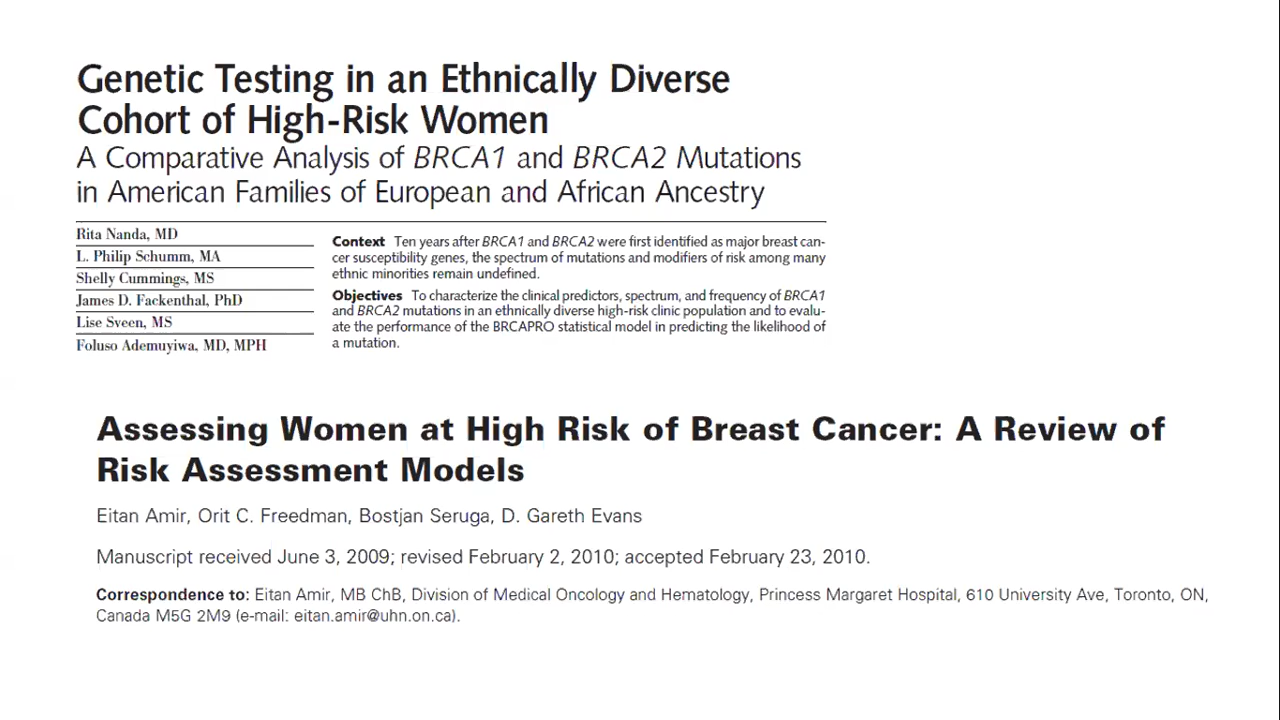 Genetic Testing in an Ethnically Diverse
Cohort of High-Risk Women
A Comparative Analysis of BRCA1 and BRCA2 Mutations
in American Families of European and African Ancestry
Rita Nanda, MD
L. Philip Schumm, MA
Shelly Cummings, MS
James D. Fackenthal, PhD
Lise Sveen, MS
Foluso Ademuyiwa, MD, MPH
Context Ten years after BRCA1 and BRCA2 were first identified as major breast can-
cer susceptibility genes, the spectrum of mutations and modifiers of risk among many
ethnic minorities remain undefined.
Objectives To characterize the clinical predictors, spectrum, and frequency of BRCA1
and BRCA2 mutations in an ethnically diverse high-risk clinic population and to evalu-
ate the performance of the BRCAPRO statistical model in predicting the likelihood of
a mutation.
Assessing Women at High Risk of Breast Cancer: A Review of
Risk Assessment Models
Eitan Amir, Orit C. Freedman, Bostjan Seruga, D. Gareth Evans
Manuscript received June 3, 2009; revised February 2, 2010; accepted February 23, 2010.
Correspondence to: Eitan Amir, MB ChB, Division of Medical Oncology and Hematology, Princess Margaret Hospital, 610 University Ave, Toronto, ON,
Canada M5G 2M9 (e-mail: eitan.amir@uhn.on.ca).